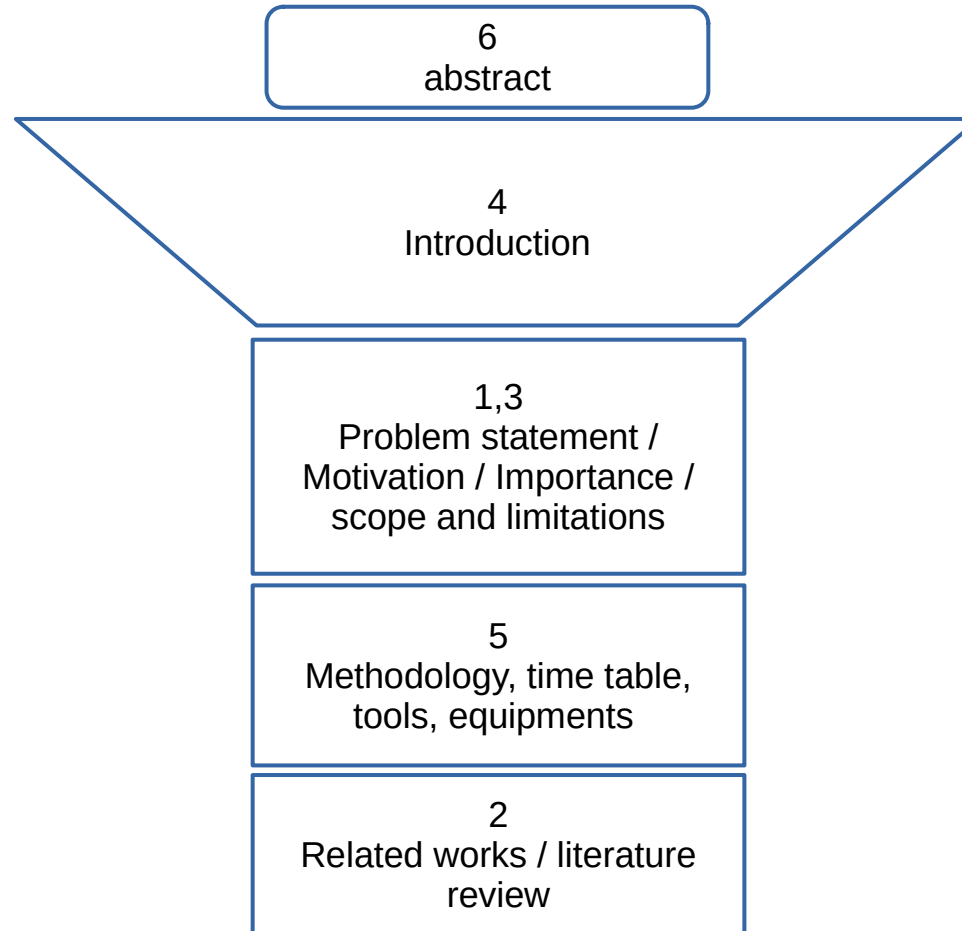 6
abstract
4
Introduction
1,3
Problem statement /
Motivation / Importance /
scope and limitations
5
Methodology, time table,
tools, equipments
2
Related works / literature
review